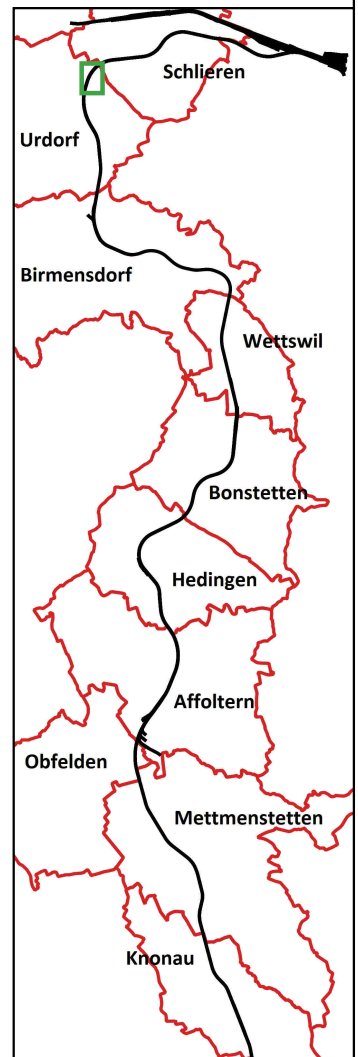 Schlieren
Urdorf
Birmensdorf
Wettswil
Bonstetten
Hedingen
Affoltern
Obfelden
Mettmenstetten
Knonau